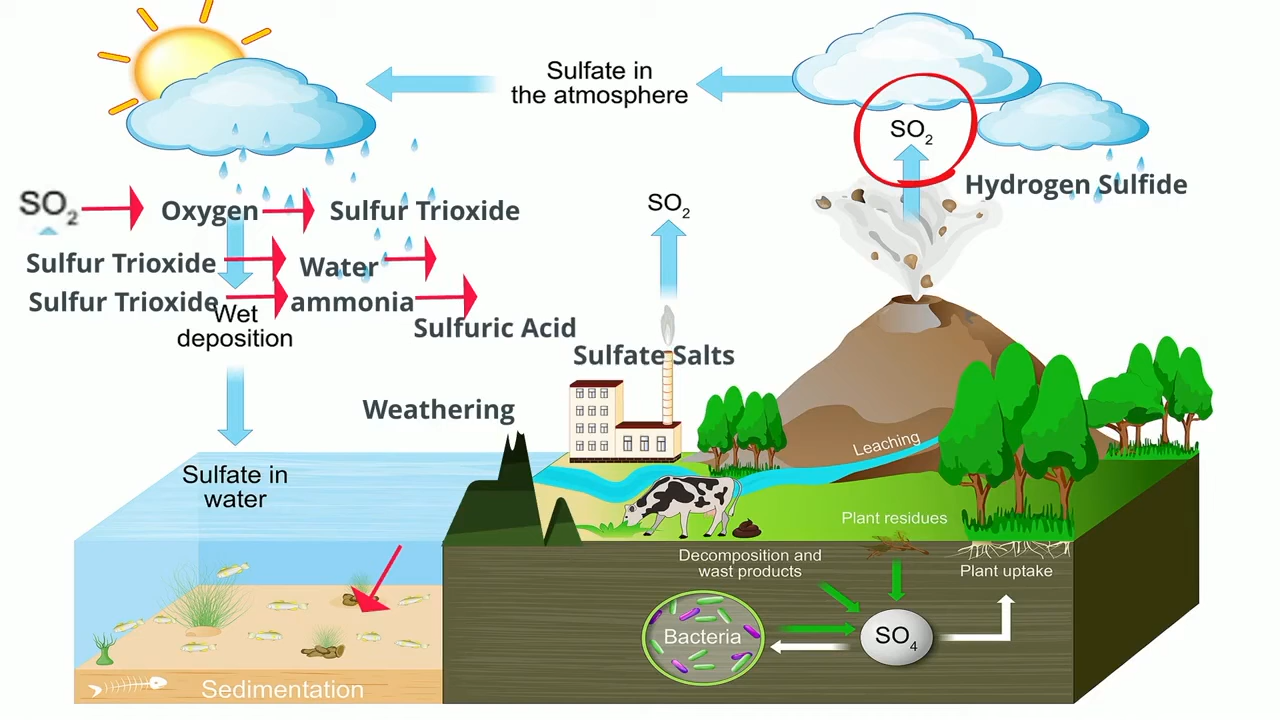 Sulfate in
the atmosphere
SO2
Hydrogen Sulfide
SO2
SO2 Oxygen Sulfur Trioxide
Sulfur Trioxide Water
Sulfur Trioxide ammonia
Wet
deposition
Sulfuric Acid
Sulfate Salts
Weathering
Leaching
Sulfate in
water
Plant residues
Decomposition and
wast products
Plant uptake
Bacteria
SO4
Sedimentation